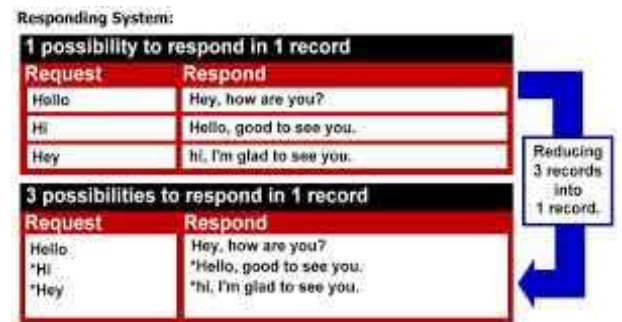 Responding System:
1 possibility to respond in 1 record
Request Respond
Hello Hey, how are you?
Hi Hello, good to see you.
Hey hi, I'm glad to see you.
3 possibilities to respond in 1 record
Request Respond
Hello Hey, how are you?
*Hi *Hello, good to see you.
*Hey *hi, I'm glad to see you.
Reducing
3 records
into
1 record.